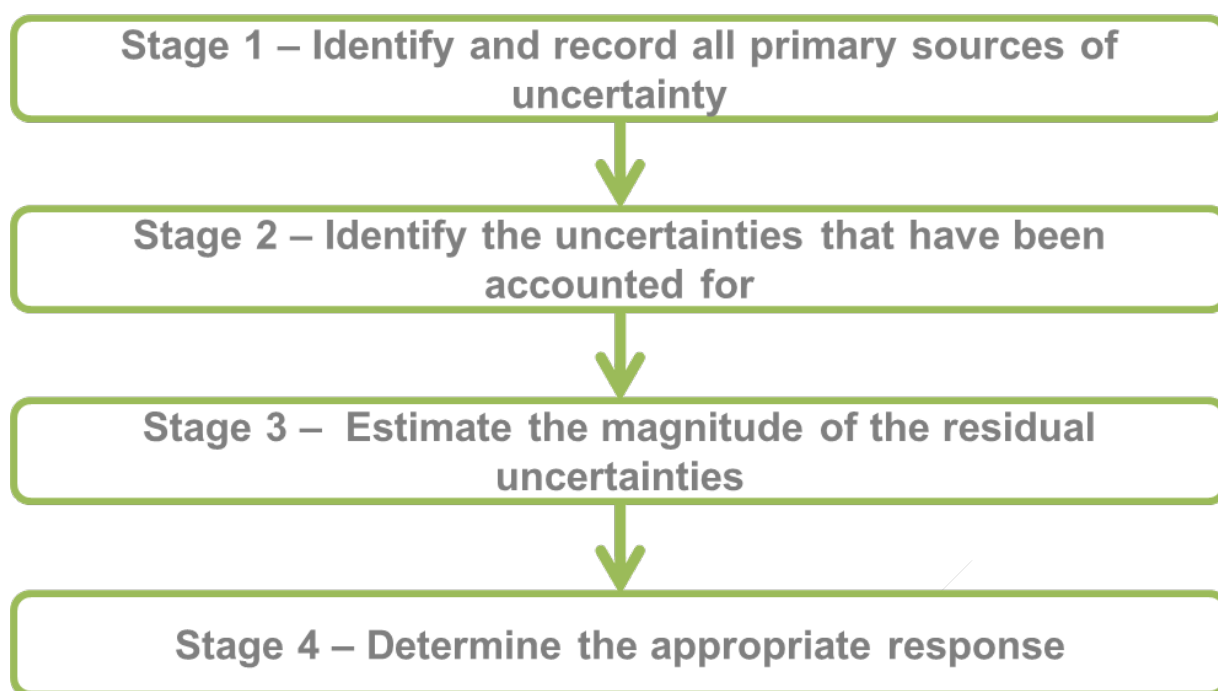 Stage 1 – Identify and record all primary sources of
uncertainty
Stage 2 – Identify the uncertainties that have been
accounted for
Stage 3 –  Estimate the magnitude of the residual
uncertainties
Stage 4 – Determine the appropriate response